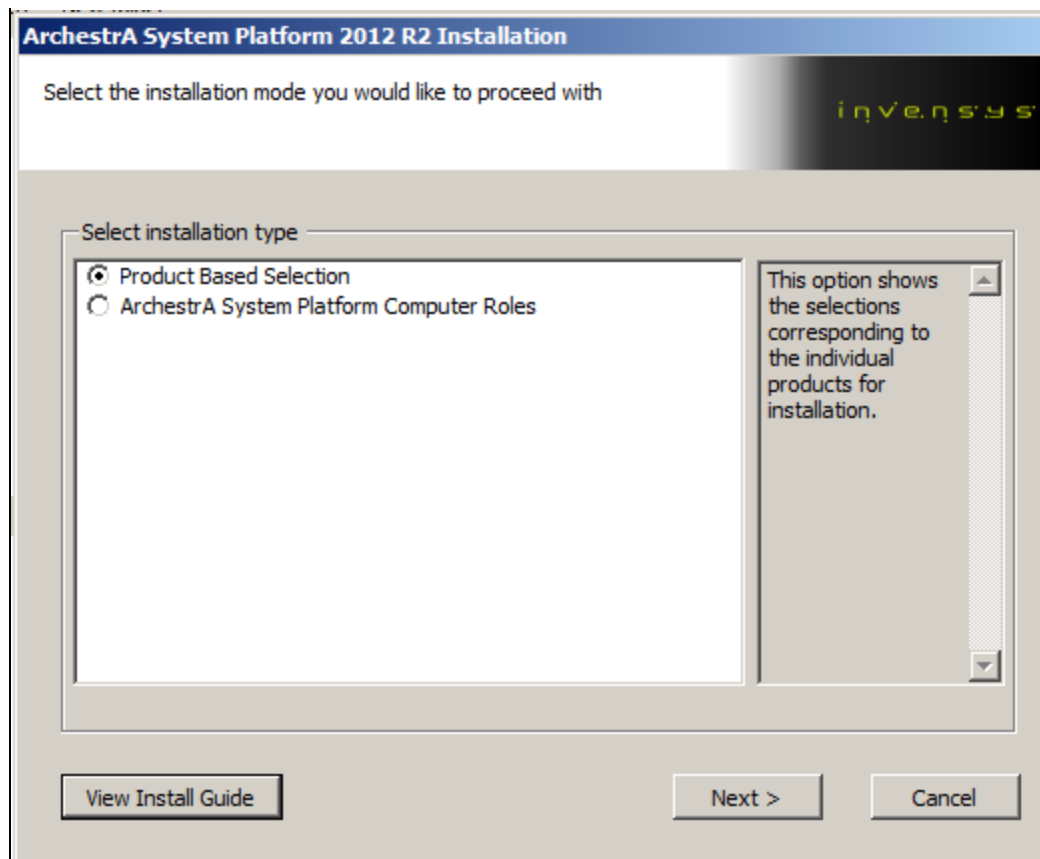 ArchestrA System Platform 2012 R2 Installation
Select the installation mode you would like to proceed with
invensys
Select installation type
Product Based Selection
ArchestrA System Platform Computer Roles
This option shows
the selections
corresponding to
the individual
products for
installation.
View Install Guide
Next >
Cancel